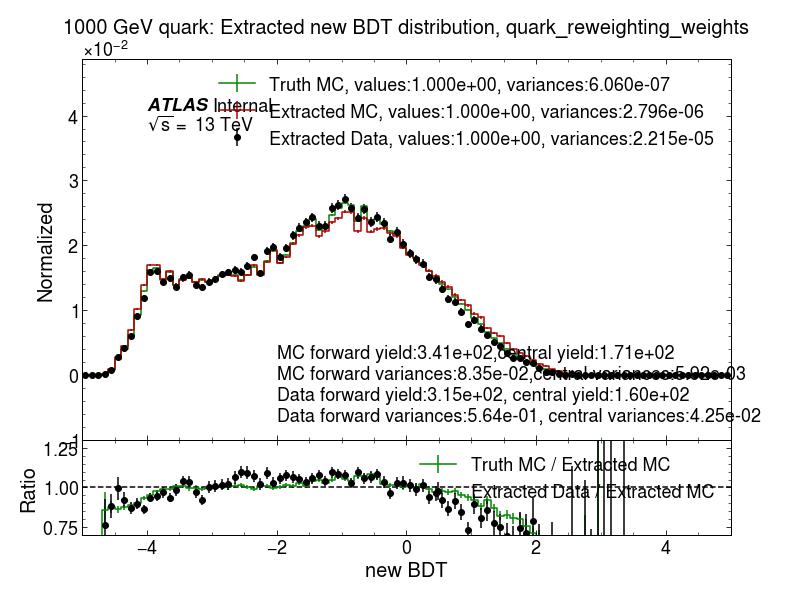 1000 GeV quark: Extracted new BDT distribution, quark_reweighting_weights
×10⁻²
Truth MC, values:1.000e+00, variances:6.060e-07
ATLAS Internal
Extracted MC, values:1.000e+00, variances:2.796e-06
√s = 13 TeV
Extracted Data, values:1.000e+00, variances:2.215e-05
4
3
2
1
0
−1
Normalized
MC forward yield:3.41e+02,central yield:1.71e+02
MC forward variances:8.35e-02,central variances:5.92e-03
Data forward yield:3.15e+02, central yield:1.60e+02
Data forward variances:5.64e-01, central variances:4.25e-02
1.25
1.00
0.75
Ratio
Truth MC / Extracted MC
Extracted Data / Extracted MC
−4 −2 0 2 4
new BDT